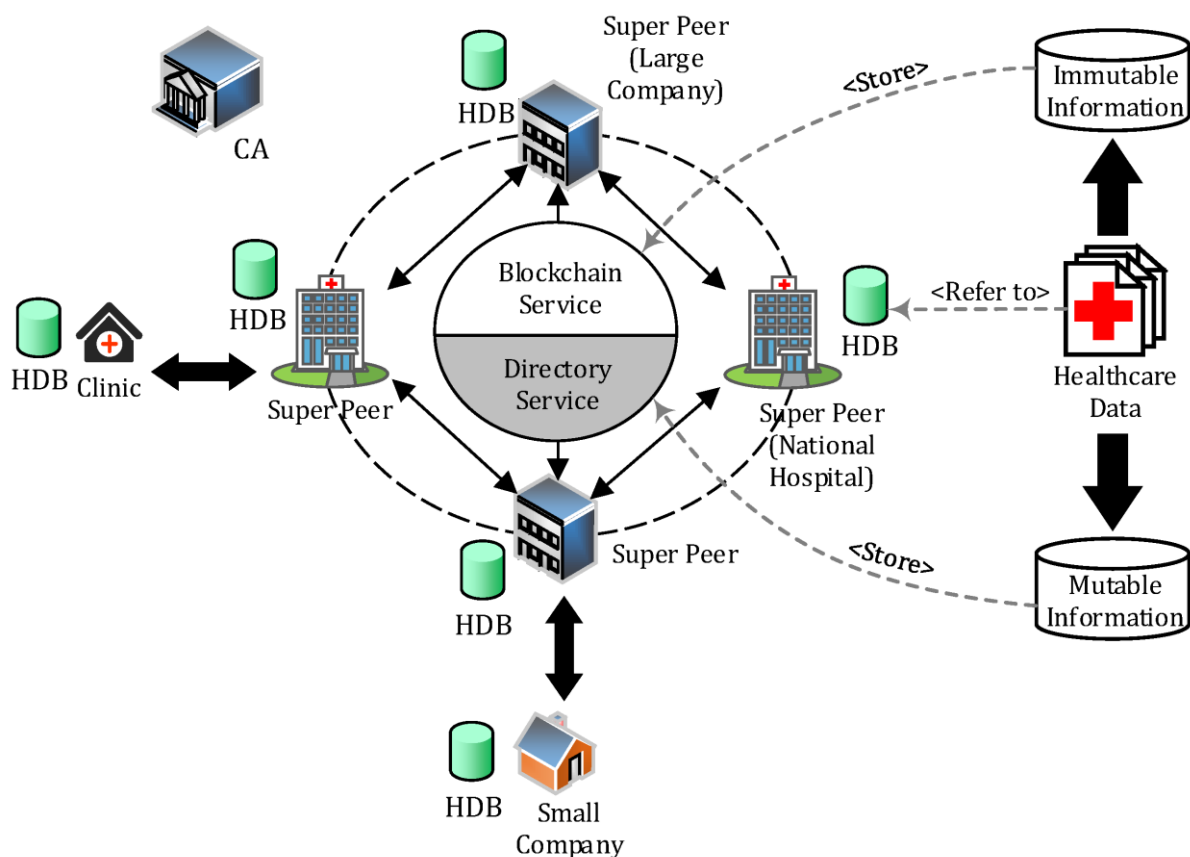 Super Peer
(Large
Company)
HDB
CA
<Store>
Immutable
Information
HDB
Blockchain
Service
<Refer to>
HDB
Clinic
HDB
Directory
Service
Super Peer
Super Peer
(National
Hospital)
Healthcare
Data
HDB
Super Peer
<Store>
Mutable
Information
HDB
Small
Company